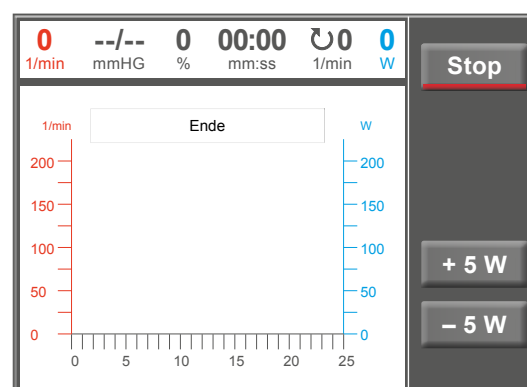 0 --/-- 0 00:00 ↻0 0
1/min mmHG % mm:ss 1/min W
Stop
Ende
1/min W
200 200
150 150
100 100
50 50
0 0
0 5 10 15 20 25
+ 5 W
– 5 W